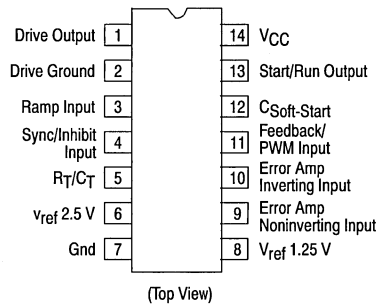 Drive Output 1
Drive Ground 2
Ramp Input 3
Sync/Inhibit
Input 4
RT/CT 5
vref 2.5 V 6
Gnd 7
14 VCC
13 Start/Run Output
12 CSoft-Start
11 Feedback/
PWM Input
10 Error Amp
Inverting Input
9 Error Amp
Noninverting Input
8 Vref 1.25 V
(Top View)